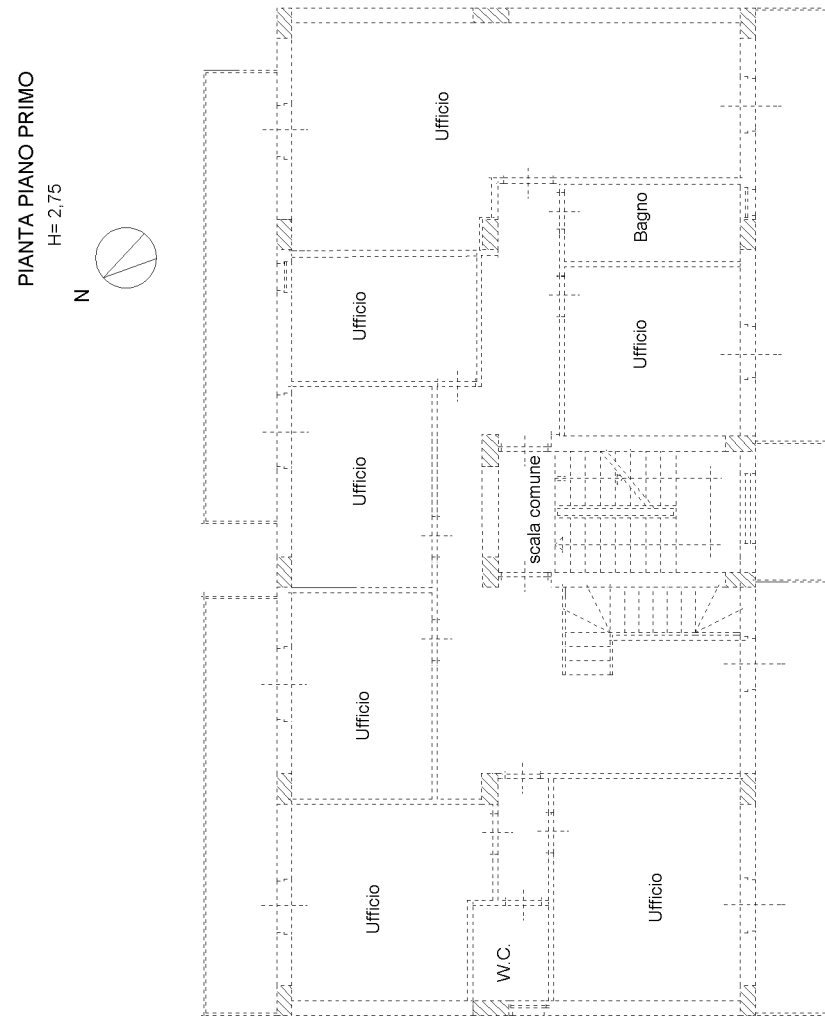 PIANTA PIANO PRIMO
H= 2,75
N
Ufficio
Bagno
Ufficio
Ufficio
Ufficio
scala comune
Ufficio
Ufficio
W.C.
Ufficio